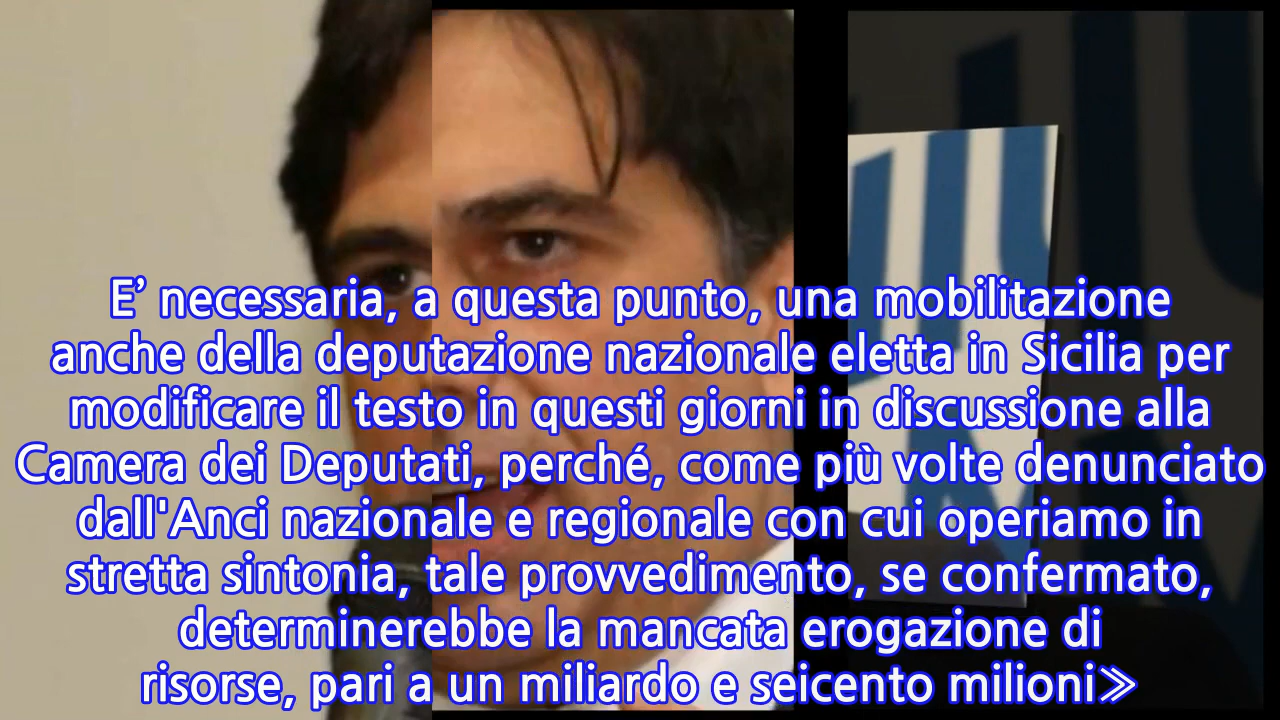 E’ necessaria, a questa punto, una mobilitazione
anche della deputazione nazionale eletta in Sicilia per
modificare il testo in questi giorni in discussione alla
Camera dei Deputati, perché, come più volte denunciato
dall'Anci nazionale e regionale con cui operiamo in
stretta sintonia, tale provvedimento, se confermato,
determinerebbe la mancata erogazione di
risorse, pari a un miliardo e seicento milioni≫